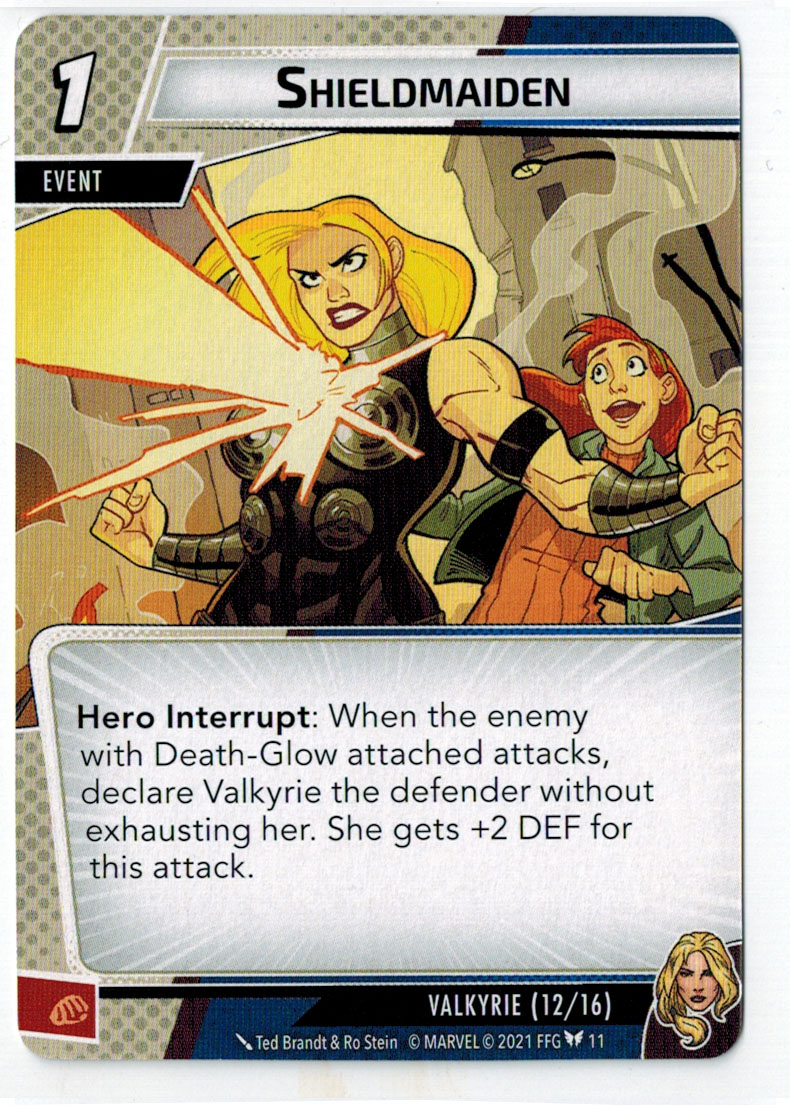 1
SHIELDMAIDEN
EVENT
Hero Interrupt: When the enemy
with Death-Glow attached attacks,
declare Valkyrie the defender without
exhausting her. She gets +2 DEF for
this attack.
VALKYRIE (12/16)
Ted Brandt & Ro Stein © MARVEL © 2021 FFG 11